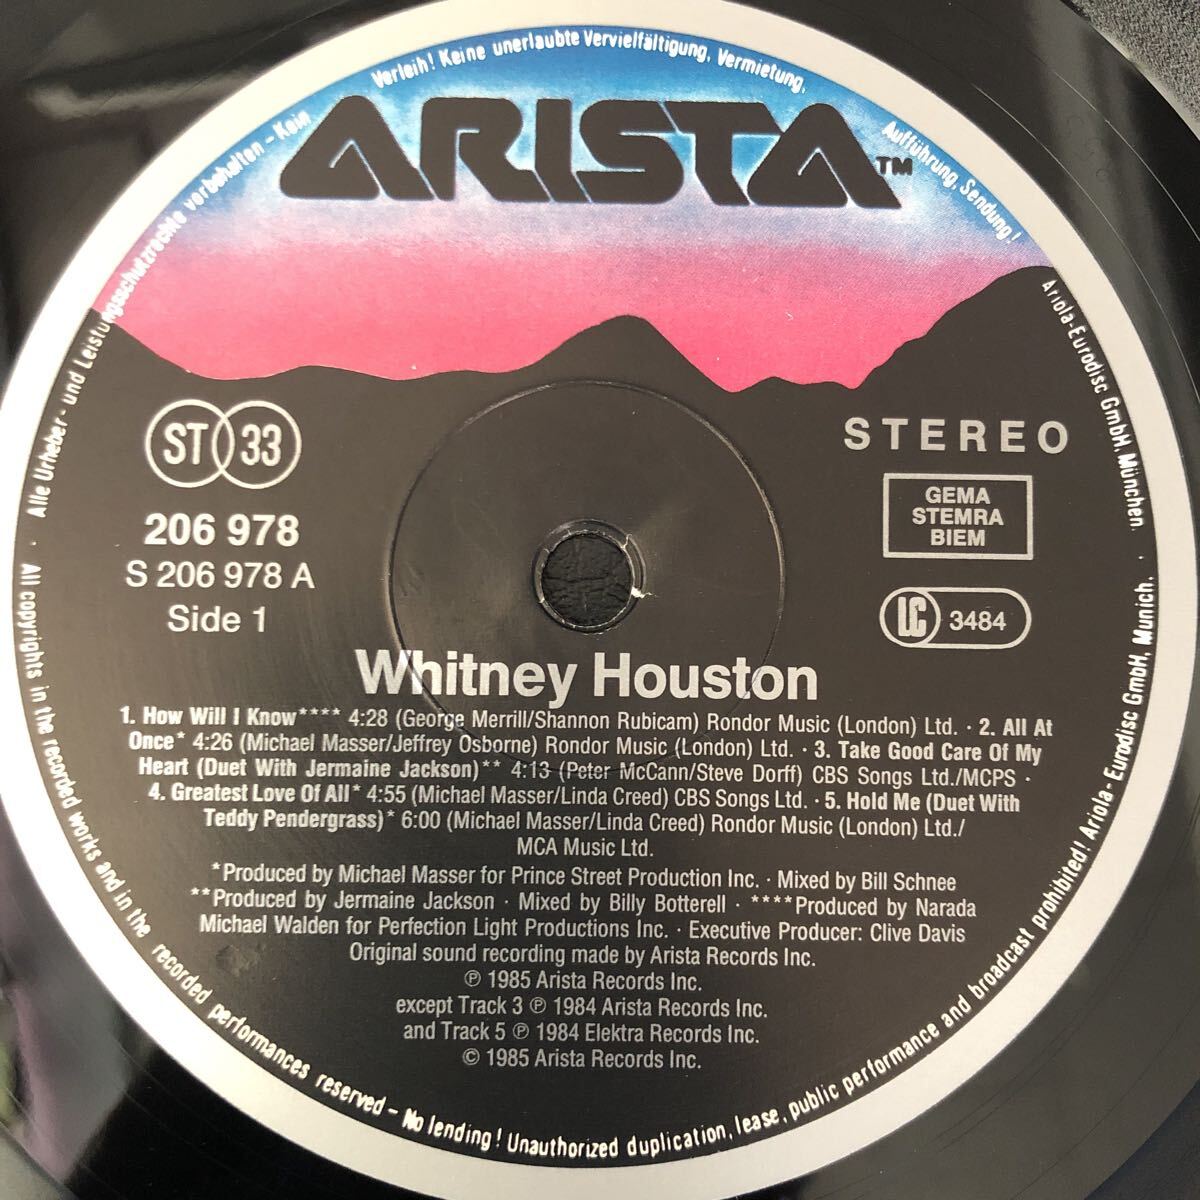 ARISTA™
ST 33
STEREO
206 978
S 206 978 A
Side 1
GEMA
STEMRA
BIEM
LC 3484
Whitney Houston
1. How Will I Know**** 4:28 (George Merrill/Shannon Rubicam) Rondor Music (London) Ltd. · 2. All At
Once* 4:26 (Michael Masser/Jeffrey Osborne) Rondor Music (London) Ltd. · 3. Take Good Care Of My
Heart (Duet With Jermaine Jackson)** 4:13 (Peter McCann/Steve Dorff) CBS Songs Ltd./MCPS ·
4. Greatest Love Of All* 4:55 (Michael Masser/Linda Creed) CBS Songs Ltd. · 5. Hold Me (Duet With
Teddy Pendergrass)* 6:00 (Michael Masser/Linda Creed) Rondor Music (London) Ltd./
MCA Music Ltd.
*Produced by Michael Masser for Prince Street Production Inc. · Mixed by Bill Schnee
**Produced by Jermaine Jackson · Mixed by Billy Botterell · ****Produced by Narada
Michael Walden for Perfection Light Productions Inc. · Executive Producer: Clive Davis
Original sound recording made by Arista Records Inc.
℗ 1985 Arista Records Inc.
except Track 3 ℗ 1984 Arista Records Inc.
and Track 5 ℗ 1984 Elektra Records Inc.
© 1985 Arista Records Inc.
Alle Urheber- und Leistungsschutzrechte vorbehalten - Kein Verleih! Keine unerlaubte Vervielfältigung, Vermietung, Aufführung, Sendung! Ariola-Eurodisc GmbH, München.
· All copyrights in the recorded works and in the recorded performances reserved - No lending! Unauthorized duplication, lease, public performance and broadcast prohibited! Ariola-Eurodisc GmbH, Munich. ·